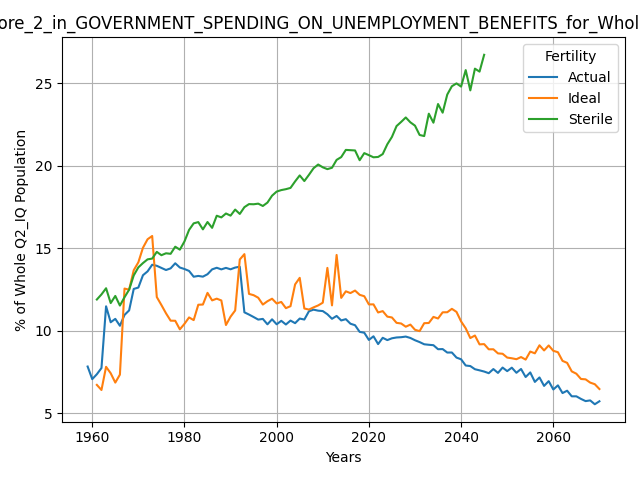 ore_2_in_GOVERNMENT_SPENDING_ON_UNEMPLOYMENT_BENEFITS_for_Whol
Fertility
Actual
Ideal
Sterile
% of Whole Q2_IQ Population
25
20
15
10
5
1960 1980 2000 2020 2040 2060
Years